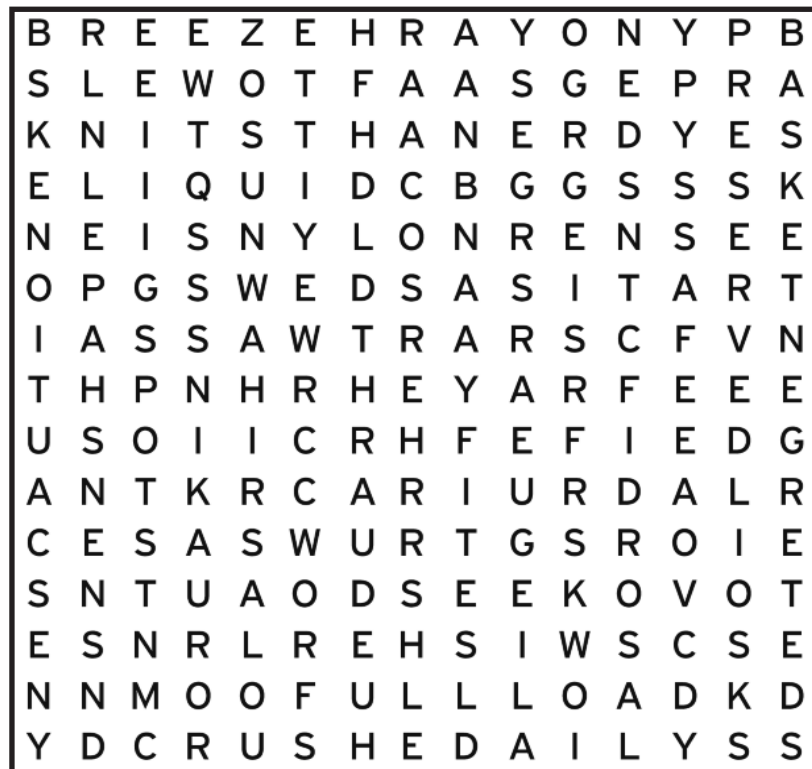 B R E E Z E H R A Y O N Y P B
S L E W O T F A A S G E P R A
K N I T S T H A N E R D Y E S
E L I Q U I D C B G G S S S K
N E I S N Y L O N R E N S E E
O P G S W E D S A S I T A R T
I A S S A W T R A R S C F V N
T H P N H R H E Y A R F E E E
U S O I I C R H F E F I E D G
A N T K R C A R I U R D A L R
C E S A S W U R T G S R O I E
S N T U A O D S E E K O V O T
E S N R L R E H S I W S C S E
N N M O O F U L L L O A D K D
Y D C R U S H E D A I L Y S S